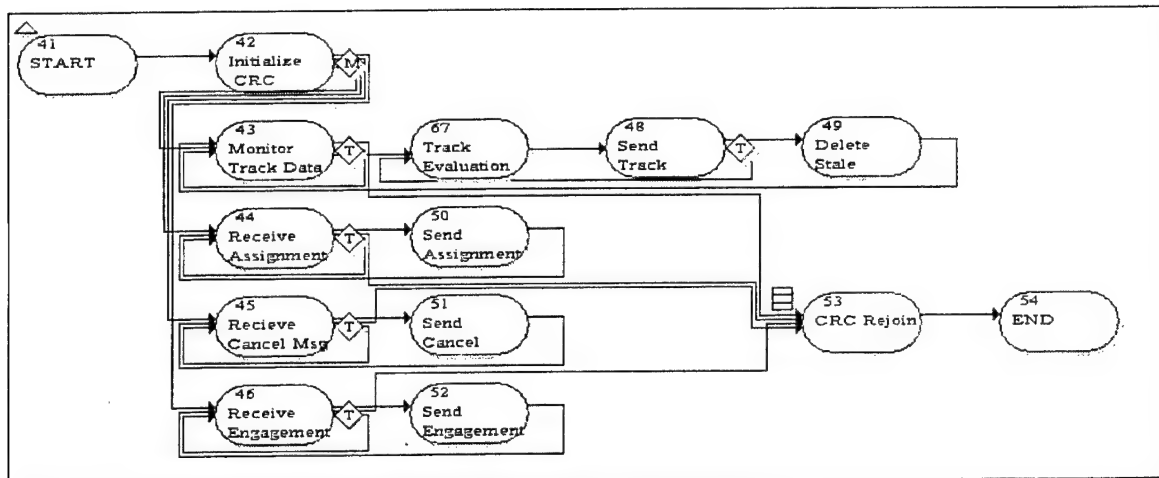 41
START
42
Initialize
CRC
M
43
Monitor
Track Data
T
67
Track
Evaluation
48
Send
Track
T
49
Delete
Stale
44
Receive
Assignment
T
50
Send
Assignment
45
Recieve
Cancel Msg
T
51
Send
Cancel
53
CRC Rejoin
54
END
46
Receive
Engagement
T
52
Send
Engagement